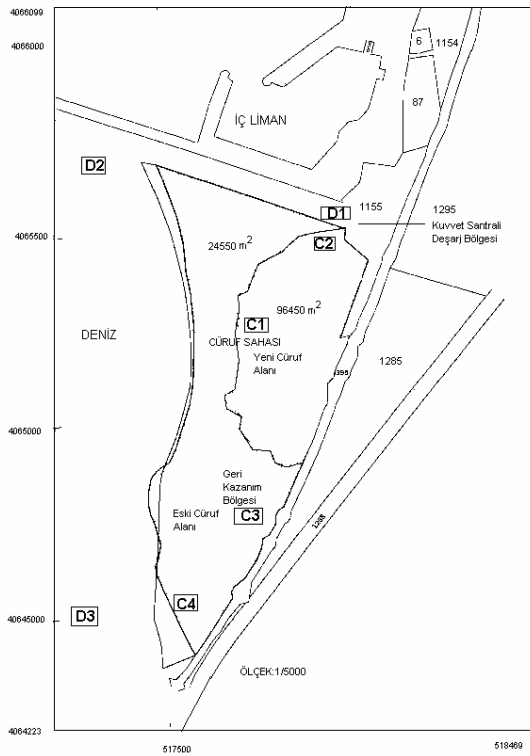 4066099
4066000
6
1154
87
İÇ LİMAN
D2
D1
1155
1295
Kuvvet Santrali
Deşarj Bölgesi
C2
4065500
24550 m²
96450 m²
C1
DENİZ
CÜRUF SAHASI
Yeni Cüruf
Alanı
1285
1395
4065000
Geri
Kazanım
Bölgesi
Eski Cüruf
Alanı
C3
1268
C4
D3
40645000
ÖLÇEK:1/5000
4064223
517500
518469